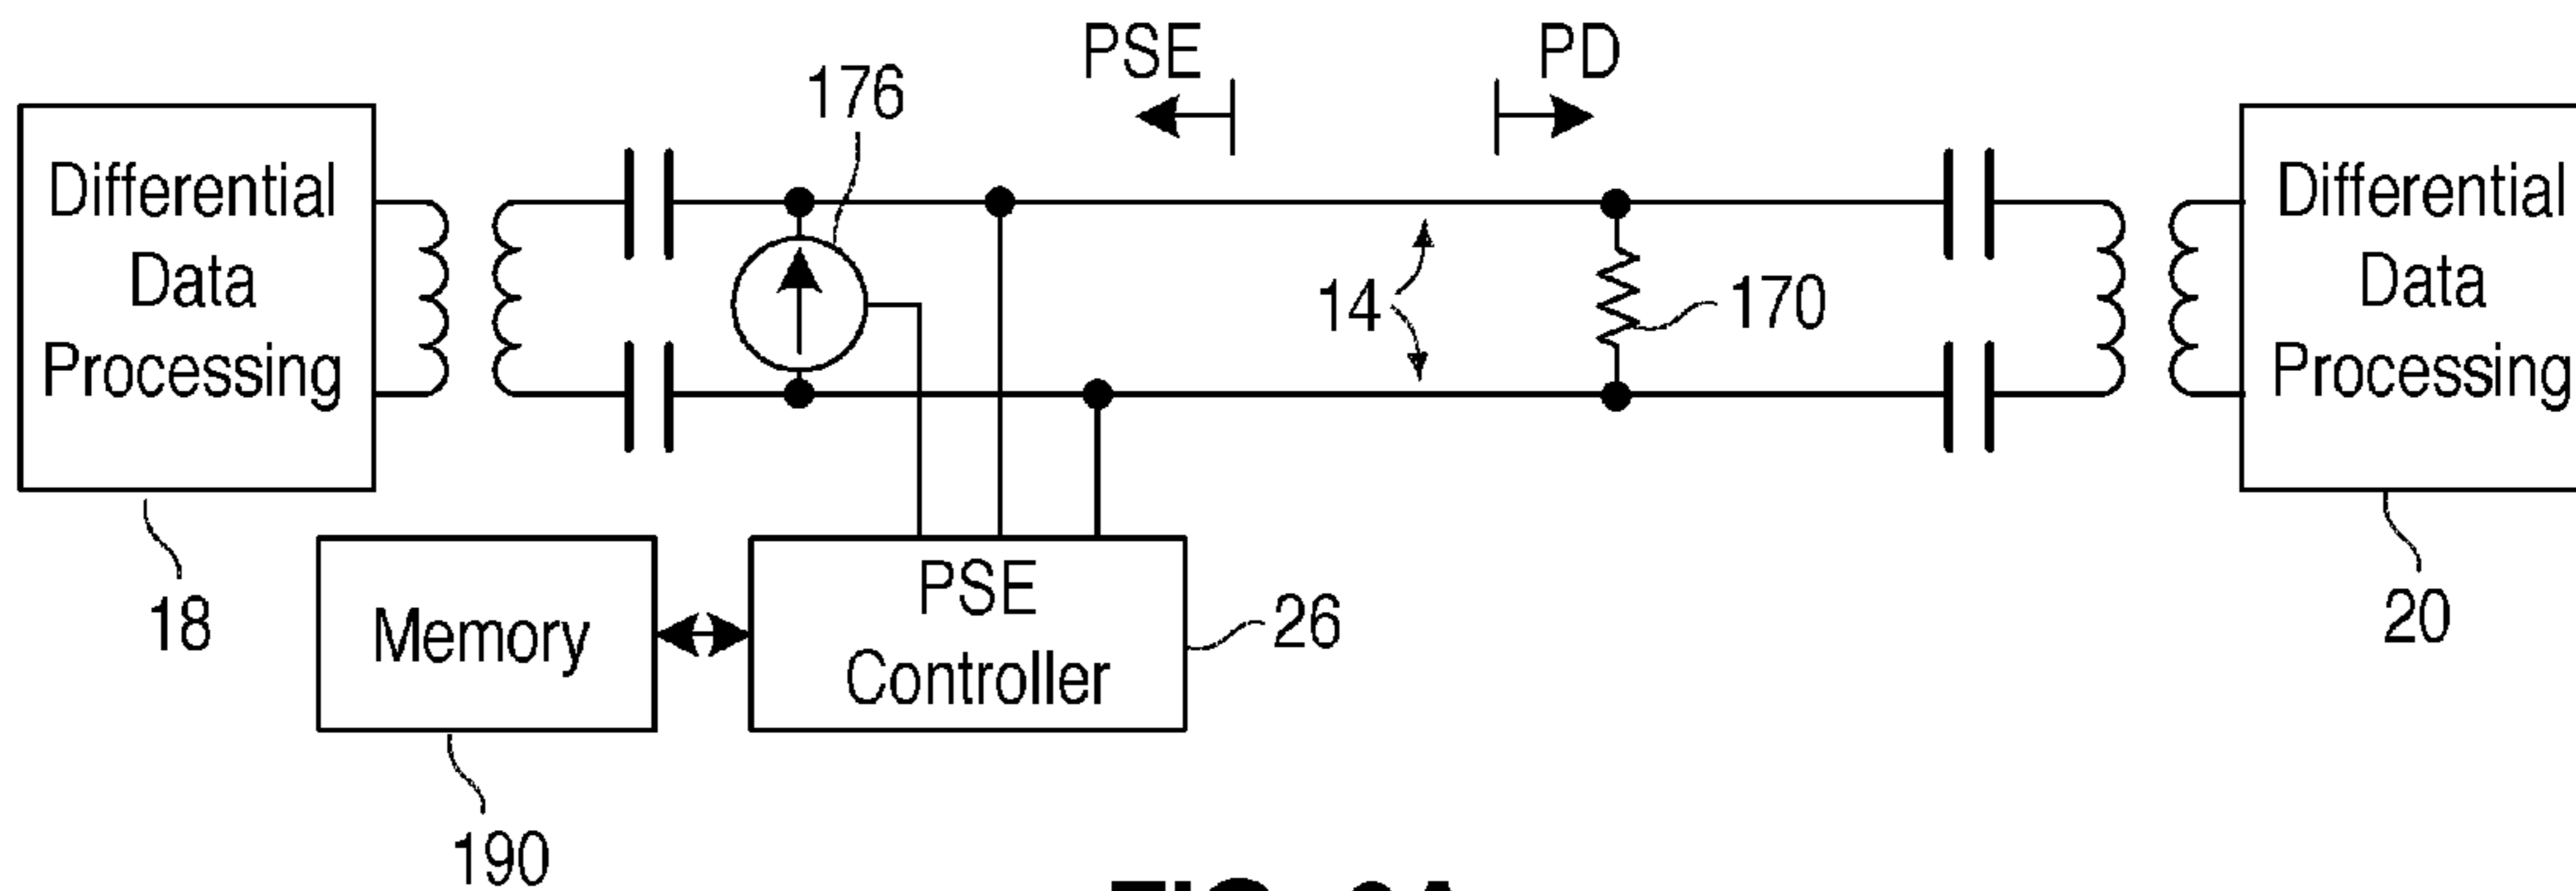 PSE
PD
176
Differential
Data
Processing
Differential
Data
Processing
14
170
18
Memory
PSE
Controller
26
20
190